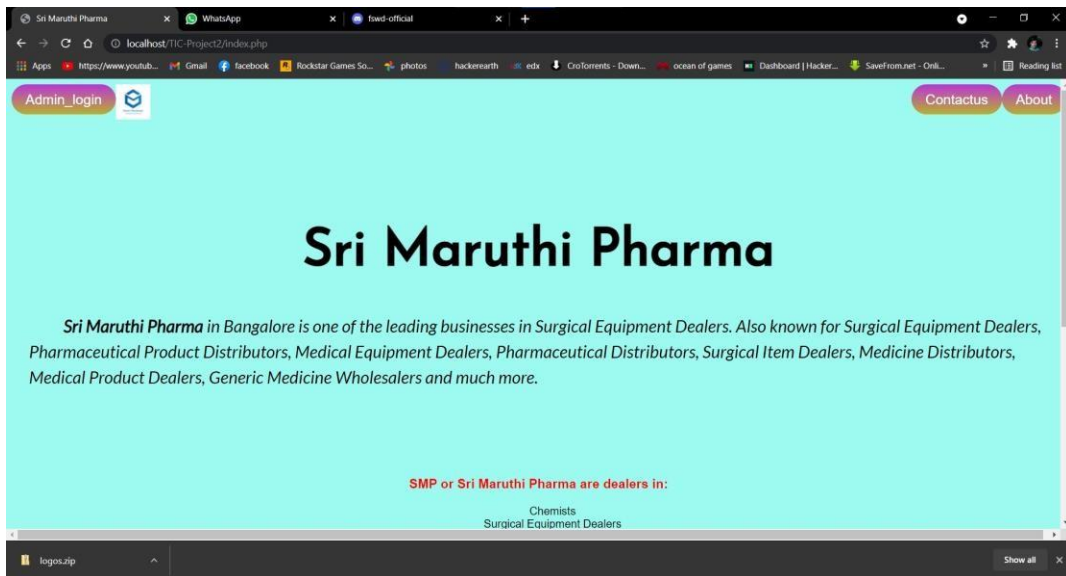 Sri Maruthi Pharma
WhatsApp
fswd-official
localhost/TIC-Project2/index.php
Apps https://www.youtub... Gmail facebook Rockstar Games So... photos hackerearth edx CroTorrents - Down... ocean of games Dashboard | Hacker... SaveFrom.net - Onli... » Reading list
Admin_login
Contactus About
Sri Maruthi Pharma
Sri Maruthi Pharma in Bangalore is one of the leading businesses in Surgical Equipment Dealers. Also known for Surgical Equipment Dealers,
Pharmaceutical Product Distributors, Medical Equipment Dealers, Pharmaceutical Distributors, Surgical Item Dealers, Medicine Distributors,
Medical Product Dealers, Generic Medicine Wholesalers and much more.
SMP or Sri Maruthi Pharma are dealers in:
Chemists
Surgical Equipment Dealers
logos.zip
Show all